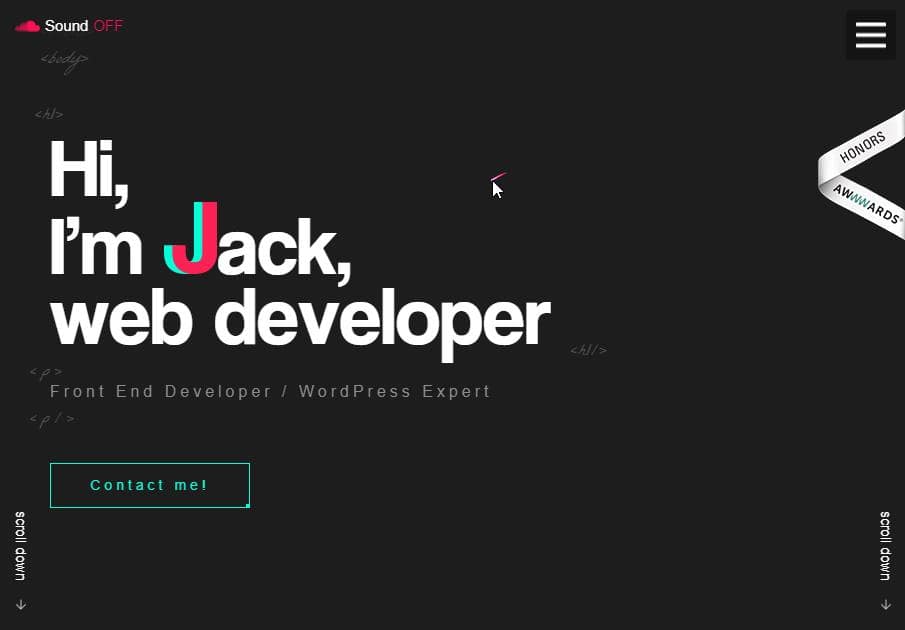 Sound OFF
<body>
<h1>
Hi,
I'm Jack,
web developer
<h1/>
<p>
Front End Developer / WordPress Expert
<p/>
Contact me!
scroll down
scroll down
HONORS
AWWWARDS